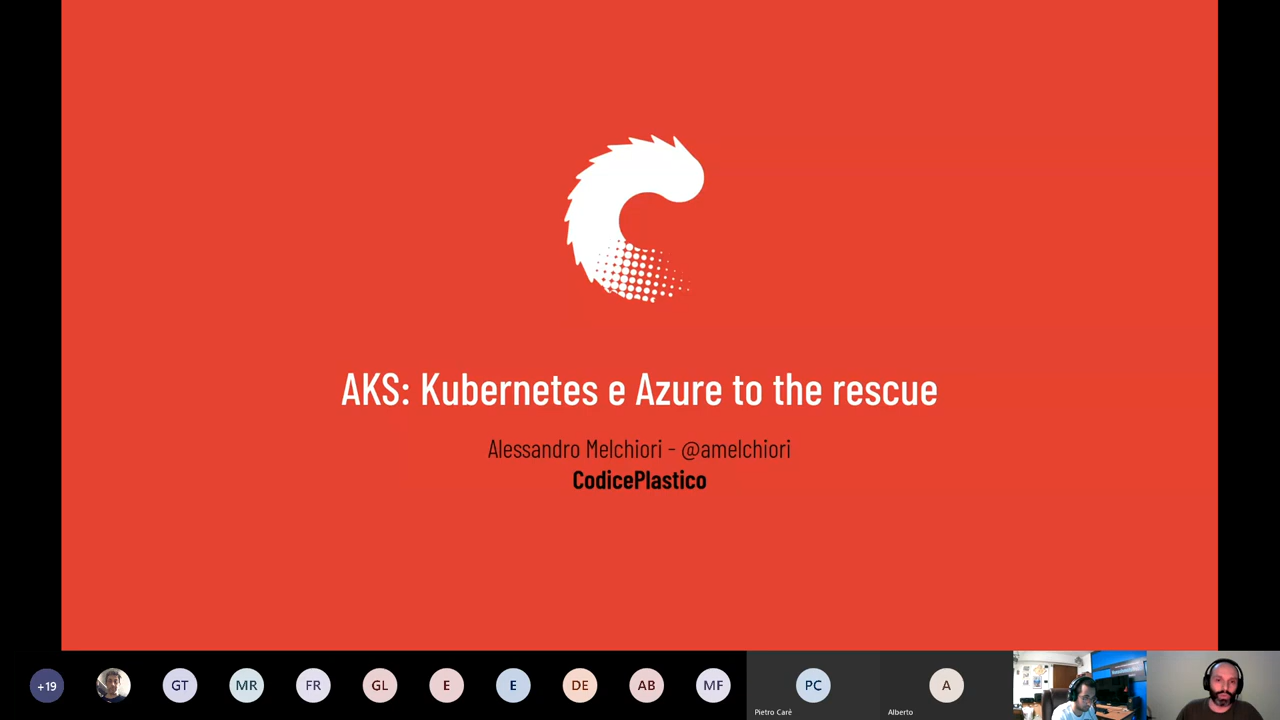 AKS: Kubernetes e Azure to the rescue
Alessandro Melchiori - @amelchiori
CodicePlastico
+19
GT
MR
FR
GL
E
E
DE
AB
MF
PC
A
Pietro Carè
Alberto